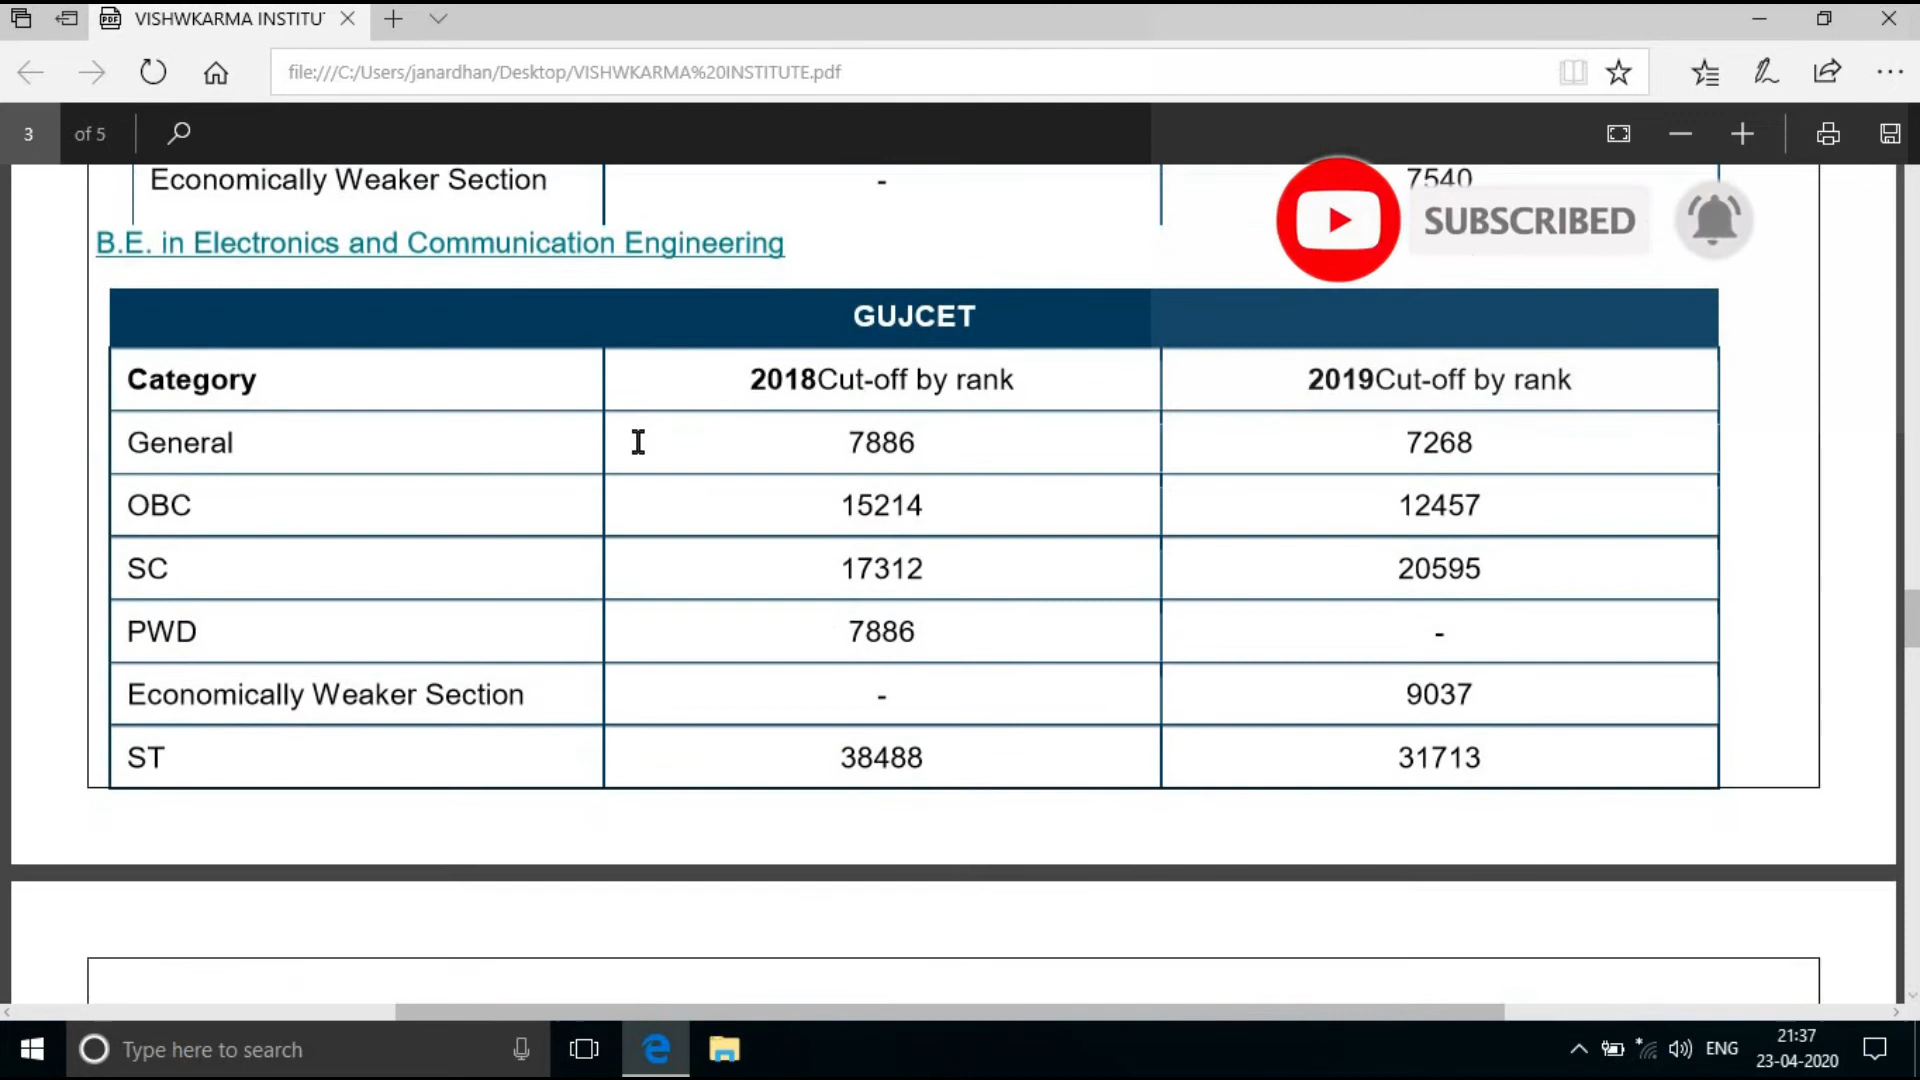 VISHWKARMA INSTITU
file:///C:/Users/janardhan/Desktop/VISHWKARMA%20INSTITUTE.pdf
3 of 5
Economically Weaker Section - 7540
SUBSCRIBED
B.E. in Electronics and Communication Engineering
GUJCET
Category 2018Cut-off by rank 2019Cut-off by rank
General 7886 7268
OBC 15214 12457
SC 17312 20595
PWD 7886 -
Economically Weaker Section - 9037
ST 38488 31713
Type here to search
ENG
21:37
23-04-2020